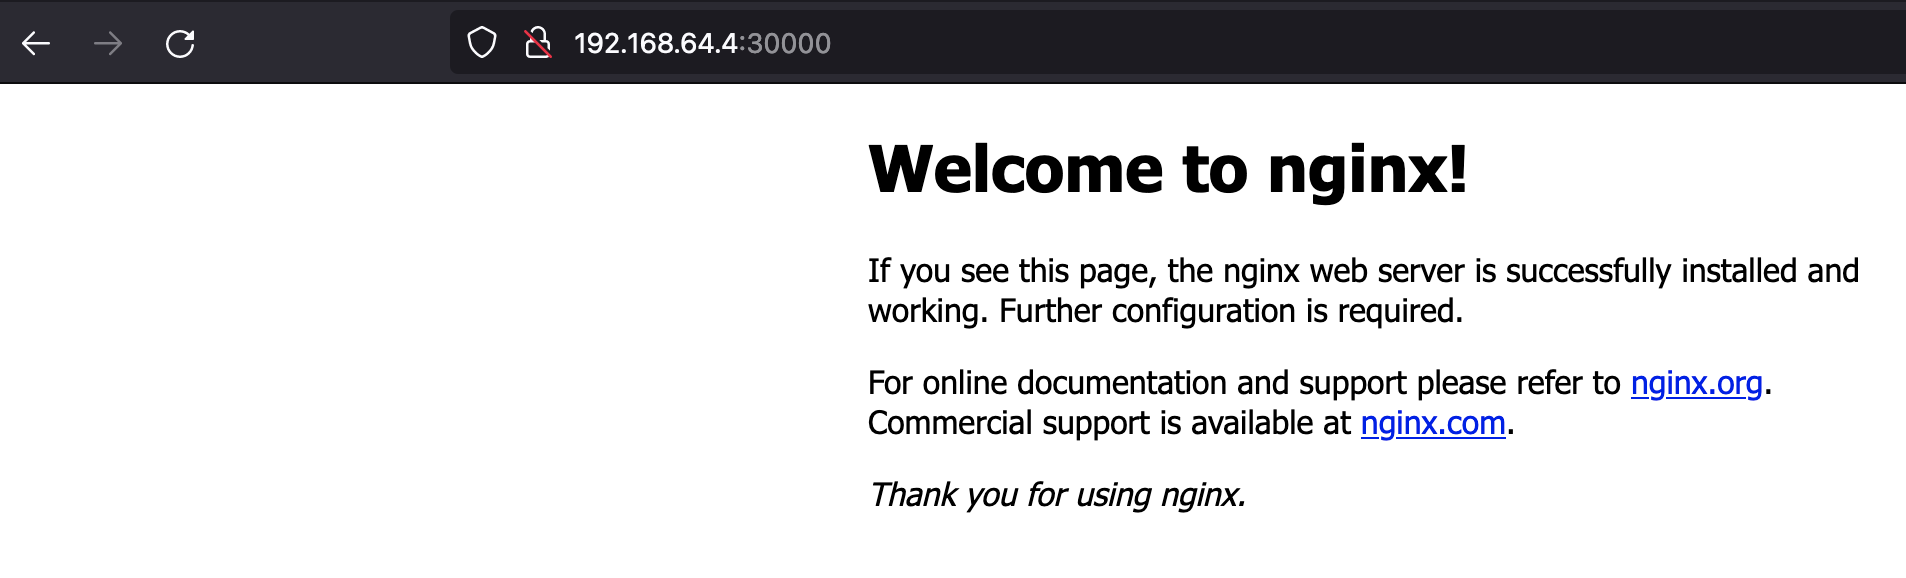 192.168.64.4:30000
Welcome to nginx!
If you see this page, the nginx web server is successfully installed and
working. Further configuration is required.
For online documentation and support please refer to nginx.org.
Commercial support is available at nginx.com.
Thank you for using nginx.